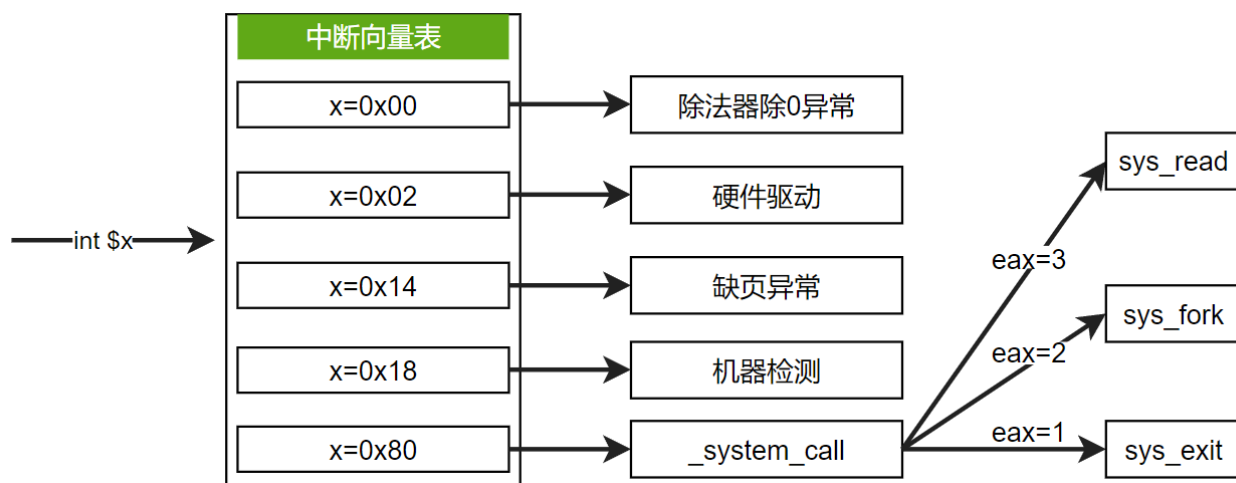 中断向量表
x=0x00
除法器除0异常
sys_read
x=0x02
硬件驱动
int $x
eax=3
x=0x14
缺页异常
sys_fork
eax=2
x=0x18
机器检测
eax=1
x=0x80
_system_call
sys_exit